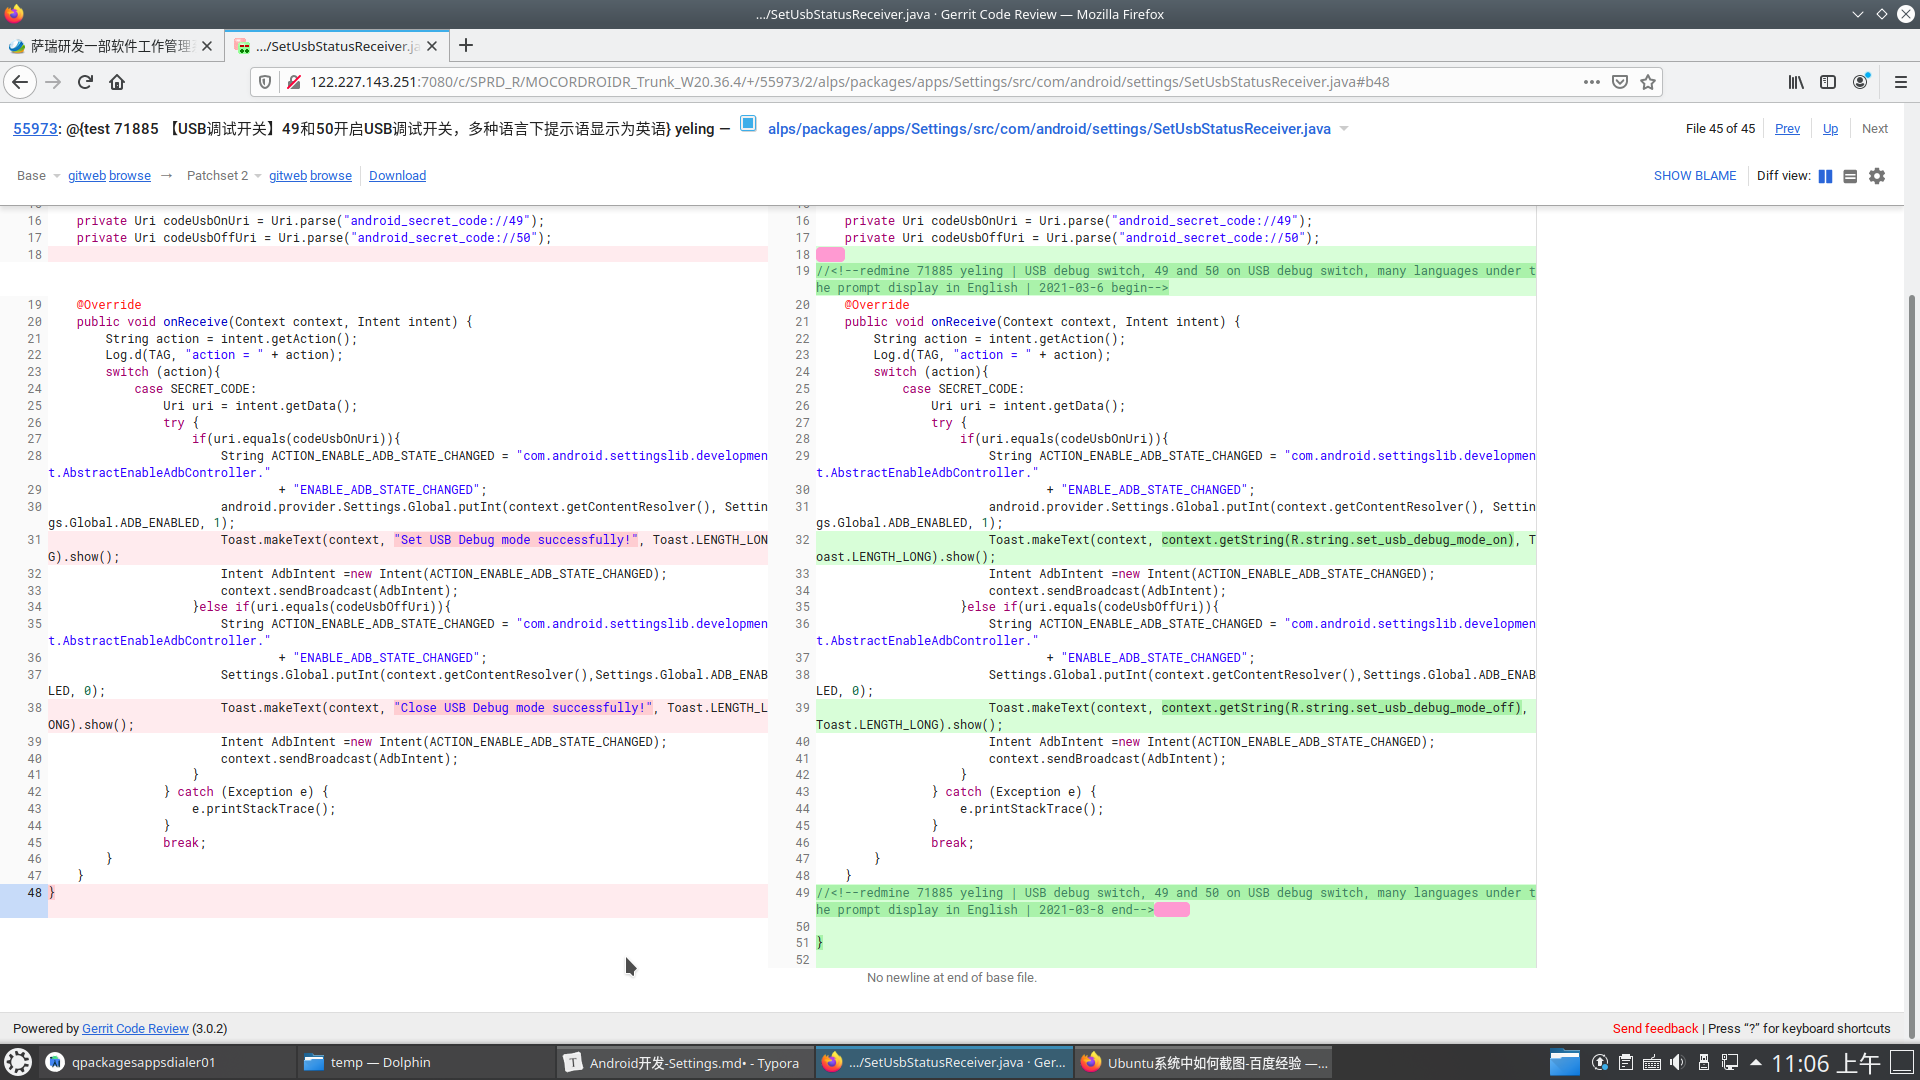 .../SetUsbStatusReceiver.java · Gerrit Code Review — Mozilla Firefox
萨瑞研发一部软件工作管理
.../SetUsbStatusReceiver.ja
122.227.143.251:7080/c/SPRD_R/MOCORDROIDR_Trunk_W20.36.4/+/55973/2/alps/packages/apps/Settings/src/com/android/settings/SetUsbStatusReceiver.java#b48
55973: @{test 71885 【USB调试开关】49和50开启USB调试开关，多种语言下提示语显示为英语} yeling — alps/packages/apps/Settings/src/com/android/settings/SetUsbStatusReceiver.java
File 45 of 45 Prev Up Next
Base gitweb browse → Patchset 2 gitweb browse Download
SHOW BLAME Diff view:
16 private Uri codeUsbOnUri = Uri.parse("android_secret_code://49");
17 private Uri codeUsbOffUri = Uri.parse("android_secret_code://50");
18
19 @Override
20 public void onReceive(Context context, Intent intent) {
21 String action = intent.getAction();
22 Log.d(TAG, "action = " + action);
23 switch (action){
24 case SECRET_CODE:
25 Uri uri = intent.getData();
26 try {
27 if(uri.equals(codeUsbOnUri)){
28 String ACTION_ENABLE_ADB_STATE_CHANGED = "com.android.settingslib.developmen
t.AbstractEnableAdbController."
29 + "ENABLE_ADB_STATE_CHANGED";
30 android.provider.Settings.Global.putInt(context.getContentResolver(), Settin
gs.Global.ADB_ENABLED, 1);
31 Toast.makeText(context, "Set USB Debug mode successfully!", Toast.LENGTH_LON
G).show();
32 Intent AdbIntent =new Intent(ACTION_ENABLE_ADB_STATE_CHANGED);
33 context.sendBroadcast(AdbIntent);
34 }else if(uri.equals(codeUsbOffUri)){
35 String ACTION_ENABLE_ADB_STATE_CHANGED = "com.android.settingslib.developmen
t.AbstractEnableAdbController."
36 + "ENABLE_ADB_STATE_CHANGED";
37 Settings.Global.putInt(context.getContentResolver(),Settings.Global.ADB_ENAB
LED, 0);
38 Toast.makeText(context, "Close USB Debug mode successfully!", Toast.LENGTH_L
ONG).show();
39 Intent AdbIntent =new Intent(ACTION_ENABLE_ADB_STATE_CHANGED);
40 context.sendBroadcast(AdbIntent);
41 }
42 } catch (Exception e) {
43 e.printStackTrace();
44 }
45 break;
46 }
47 }
48 }
16 private Uri codeUsbOnUri = Uri.parse("android_secret_code://49");
17 private Uri codeUsbOffUri = Uri.parse("android_secret_code://50");
18
19 //<!--redmine 71885 yeling | USB debug switch, 49 and 50 on USB debug switch, many languages under t
he prompt display in English | 2021-03-6 begin-->
20 @Override
21 public void onReceive(Context context, Intent intent) {
22 String action = intent.getAction();
23 Log.d(TAG, "action = " + action);
24 switch (action){
25 case SECRET_CODE:
26 Uri uri = intent.getData();
27 try {
28 if(uri.equals(codeUsbOnUri)){
29 String ACTION_ENABLE_ADB_STATE_CHANGED = "com.android.settingslib.developmen
t.AbstractEnableAdbController."
30 + "ENABLE_ADB_STATE_CHANGED";
31 android.provider.Settings.Global.putInt(context.getContentResolver(), Settin
gs.Global.ADB_ENABLED, 1);
32 Toast.makeText(context, context.getString(R.string.set_usb_debug_mode_on), T
oast.LENGTH_LONG).show();
33 Intent AdbIntent =new Intent(ACTION_ENABLE_ADB_STATE_CHANGED);
34 context.sendBroadcast(AdbIntent);
35 }else if(uri.equals(codeUsbOffUri)){
36 String ACTION_ENABLE_ADB_STATE_CHANGED = "com.android.settingslib.developmen
t.AbstractEnableAdbController."
37 + "ENABLE_ADB_STATE_CHANGED";
38 Settings.Global.putInt(context.getContentResolver(),Settings.Global.ADB_ENAB
LED, 0);
39 Toast.makeText(context, context.getString(R.string.set_usb_debug_mode_off),
Toast.LENGTH_LONG).show();
40 Intent AdbIntent =new Intent(ACTION_ENABLE_ADB_STATE_CHANGED);
41 context.sendBroadcast(AdbIntent);
42 }
43 } catch (Exception e) {
44 e.printStackTrace();
45 }
46 break;
47 }
48 }
49 //<!--redmine 71885 yeling | USB debug switch, 49 and 50 on USB debug switch, many languages under t
he prompt display in English | 2021-03-8 end-->
50
51 }
52
No newline at end of base file.
Powered by Gerrit Code Review (3.0.2)
Send feedback | Press “?” for keyboard shortcuts
qpackagesappsdialer01
temp — Dolphin
Android开发-Settings.md• - Typora
.../SetUsbStatusReceiver.java · Ger...
Ubuntu系统中如何截图-百度经验 —...
11:06 上午